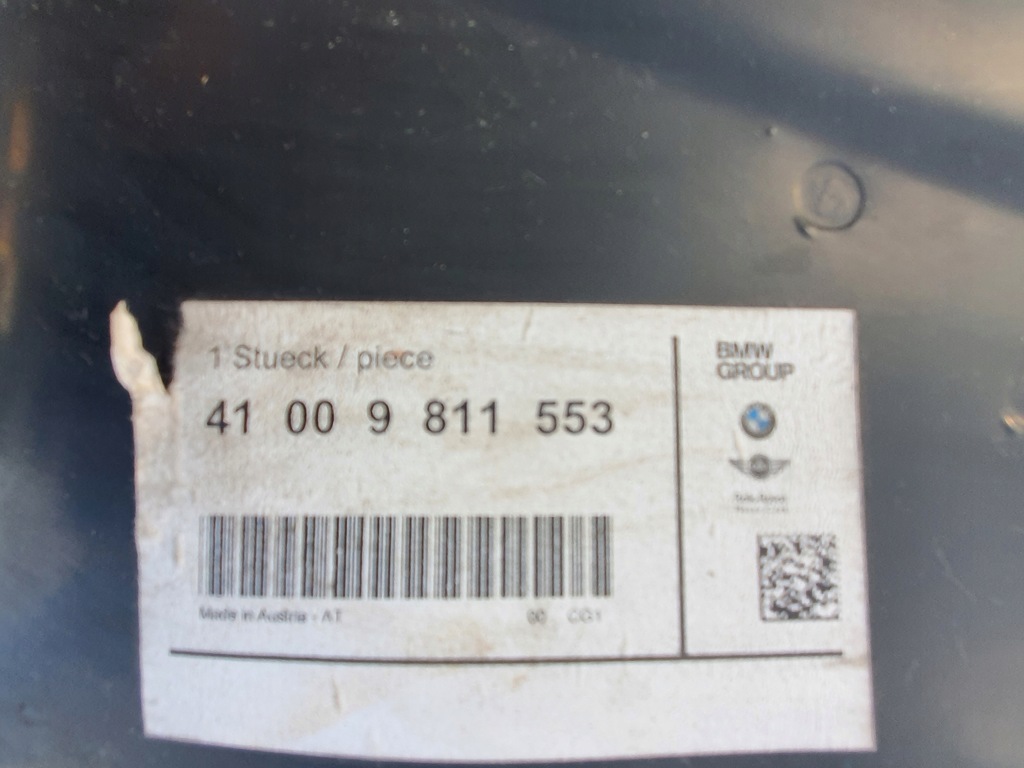 1 Stueck / piece
41 00 9 811 553
Made in Austria - AT 00 CG1
BMW
GROUP